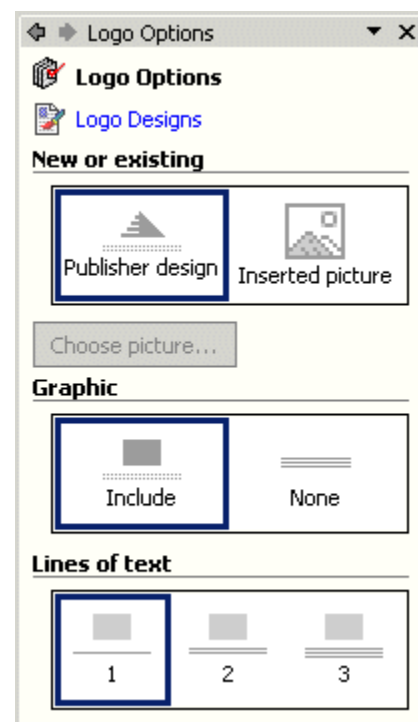 Logo Options
Logo Options
Logo Designs
New or existing
Publisher design Inserted picture
Choose picture...
Graphic
Include None
Lines of text
1 2 3